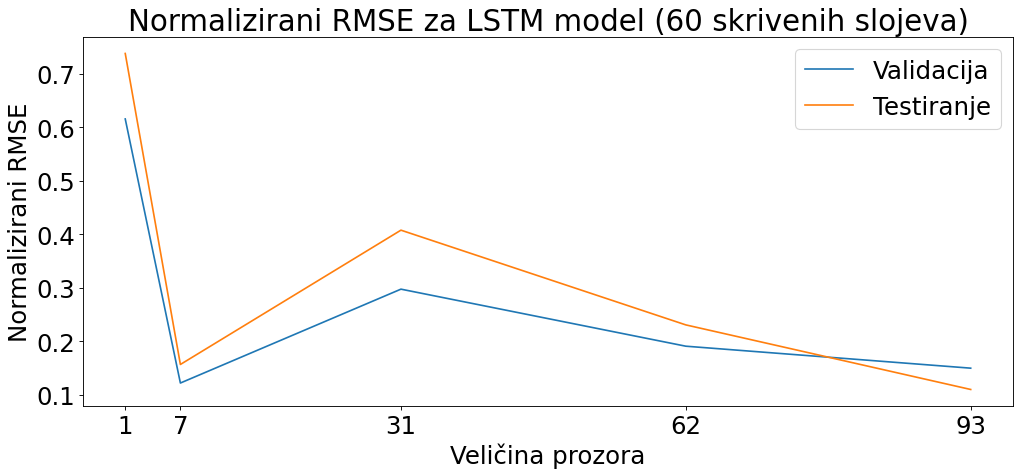 Normalizirani RMSE za LSTM model (60 skrivenih slojeva)
Normalizirani RMSE
0.7
0.6
0.5
0.4
0.3
0.2
0.1
Validacija
Testiranje
1 7 31 62 93
Veličina prozora